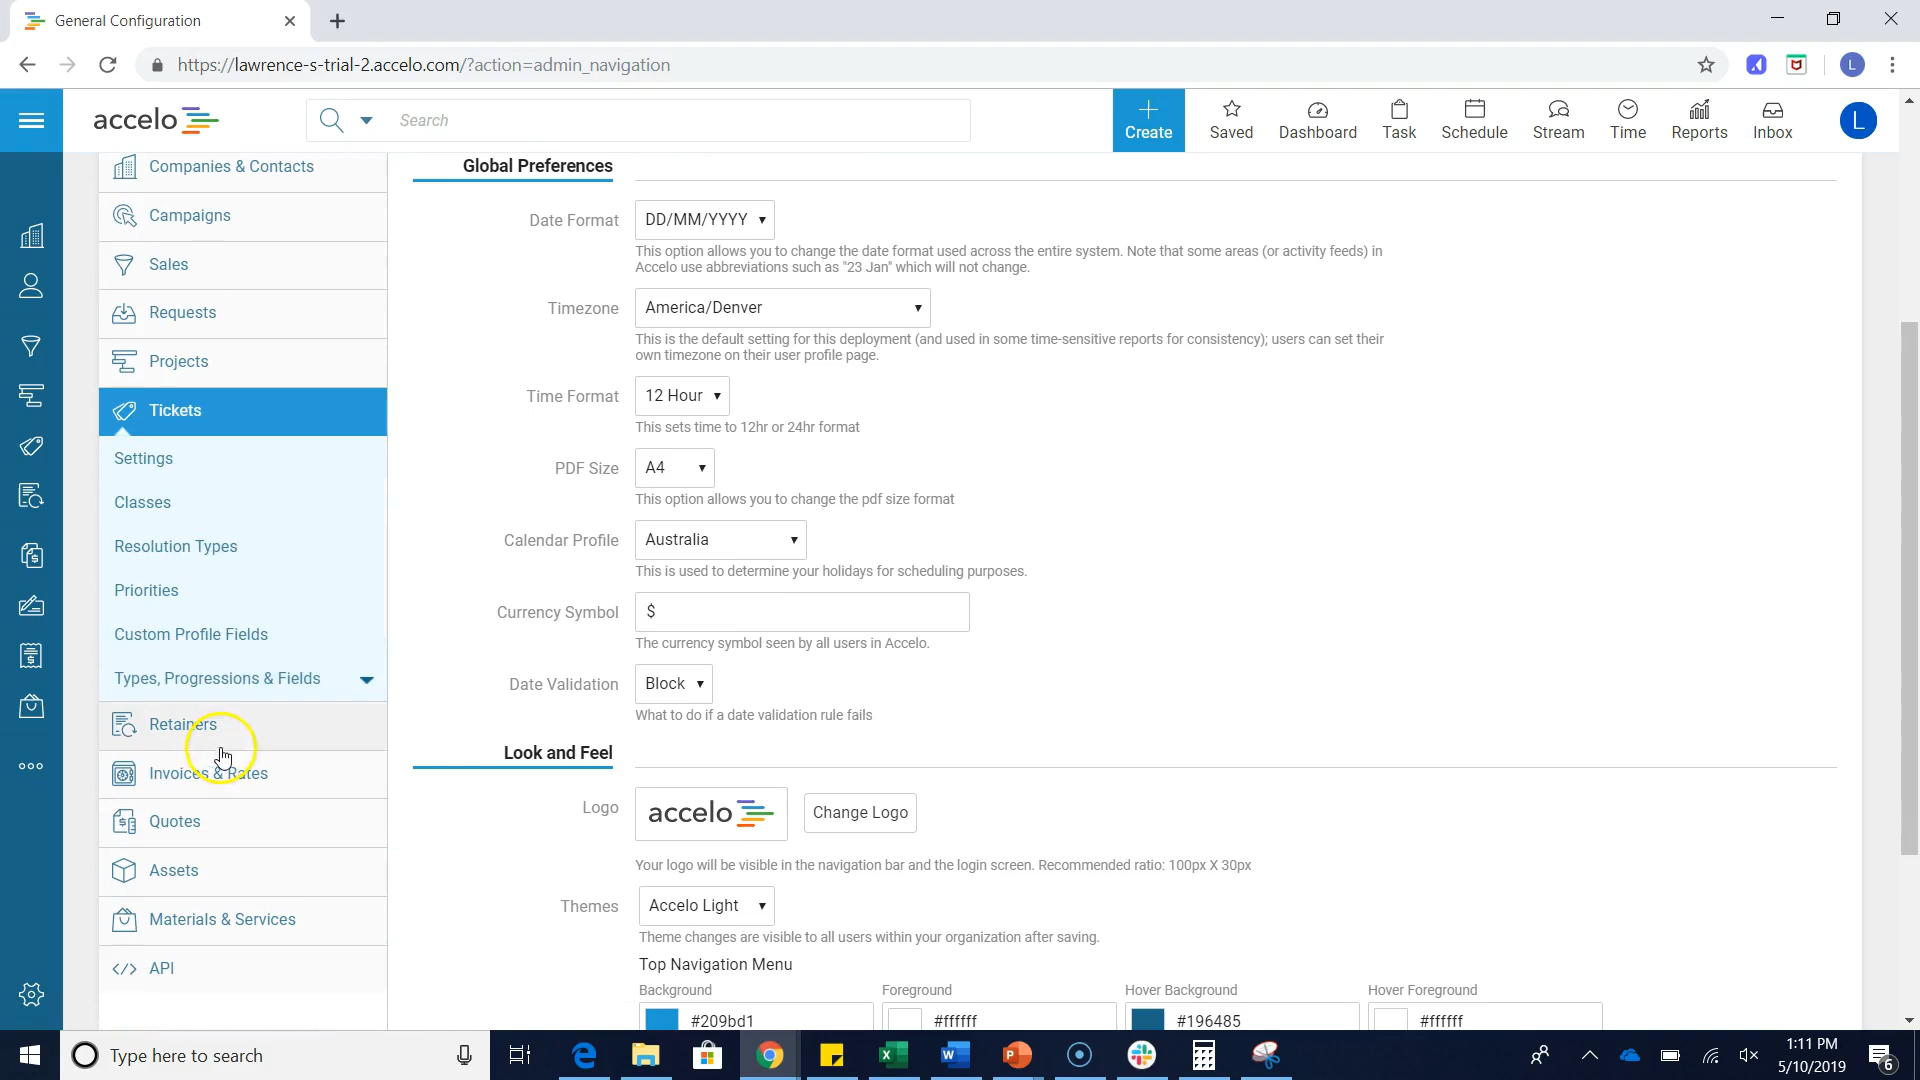 General Configuration
https://lawrence-s-trial-2.accelo.com/?action=admin_navigation
L
accelo
Search
Create
Saved
Dashboard
Task
Schedule
Stream
Time
Reports
Inbox
L
Companies & Contacts
Campaigns
Sales
Requests
Projects
Tickets
Settings
Classes
Resolution Types
Priorities
Custom Profile Fields
Types, Progressions & Fields
Retainers
Invoices & Rates
Quotes
Assets
Materials & Services
API
Global Preferences
Date Format
DD/MM/YYYY
This option allows you to change the date format used across the entire system. Note that some areas (or activity feeds) in
Accelo use abbreviations such as "23 Jan" which will not change.
Timezone
America/Denver
This is the default setting for this deployment (and used in some time-sensitive reports for consistency); users can set their
own timezone on their user profile page.
Time Format
12 Hour
This sets time to 12hr or 24hr format
PDF Size
A4
This option allows you to change the pdf size format
Calendar Profile
Australia
This is used to determine your holidays for scheduling purposes.
Currency Symbol
$
The currency symbol seen by all users in Accelo.
Date Validation
Block
What to do if a date validation rule fails
Look and Feel
Logo
accelo
Change Logo
Your logo will be visible in the navigation bar and the login screen. Recommended ratio: 100px X 30px
Themes
Accelo Light
Theme changes are visible to all users within your organization after saving.
Top Navigation Menu
Background
Foreground
Hover Background
Hover Foreground
#209bd1
#ffffff
#196485
#ffffff
Type here to search
1:11 PM
5/10/2019
6